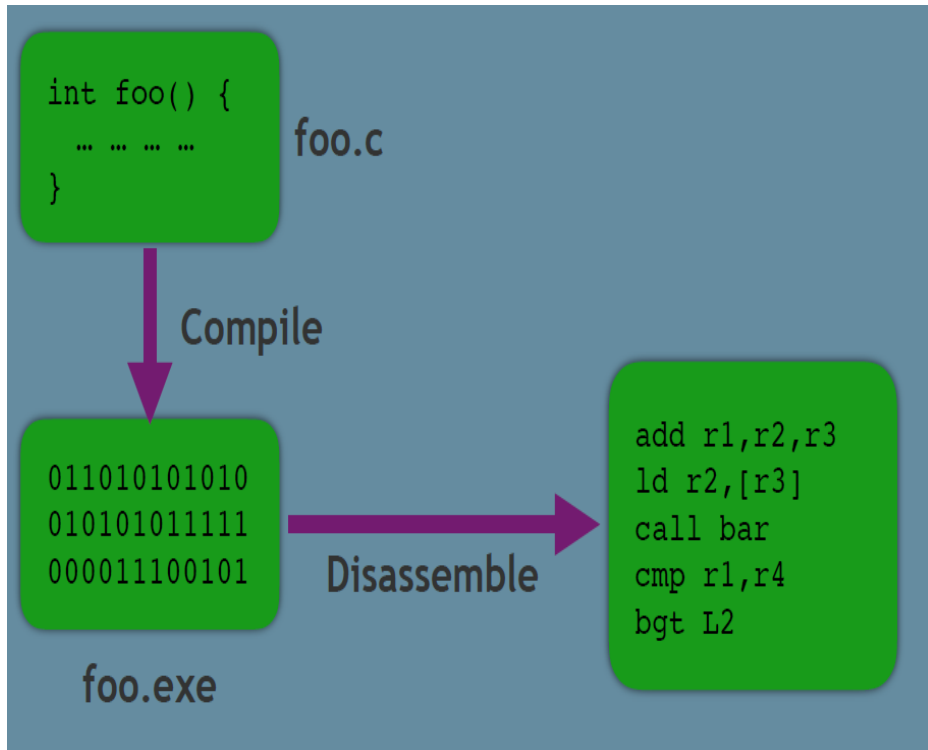 int foo() {
… … … …
}
foo.c
Compile
011010101010
010101011111
000011100101
foo.exe
Disassemble
add r1,r2,r3
ld r2,[r3]
call bar
cmp r1,r4
bgt L2